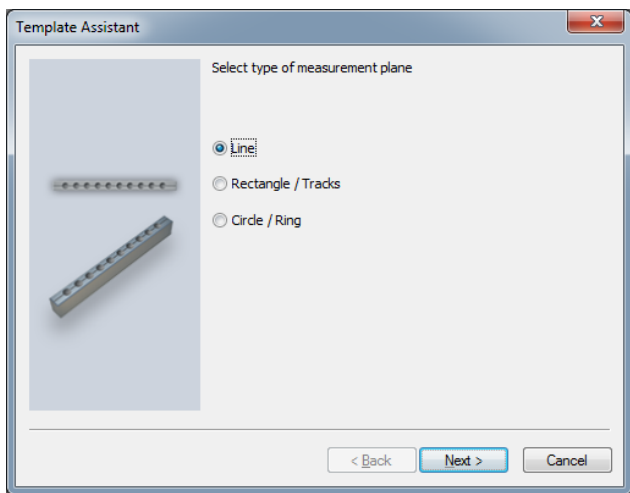 Template Assistant
Select type of measurement plane
Line
Rectangle / Tracks
Circle / Ring
< Back Next > Cancel